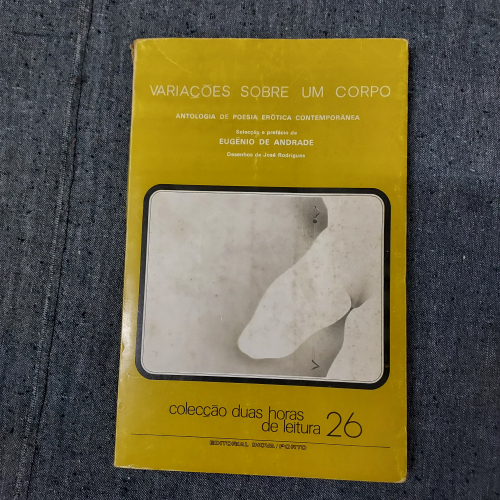 VARIAÇÕES SOBRE UM CORPO
ANTOLOGIA DE POESIA ERÓTICA CONTEMPORÂNEA
Selecção e prefácio de
EUGÉNIO DE ANDRADE
Desenhos de José Rodrigues
colecção duas horas
de leitura 26
EDITORIAL INOVA/PORTO